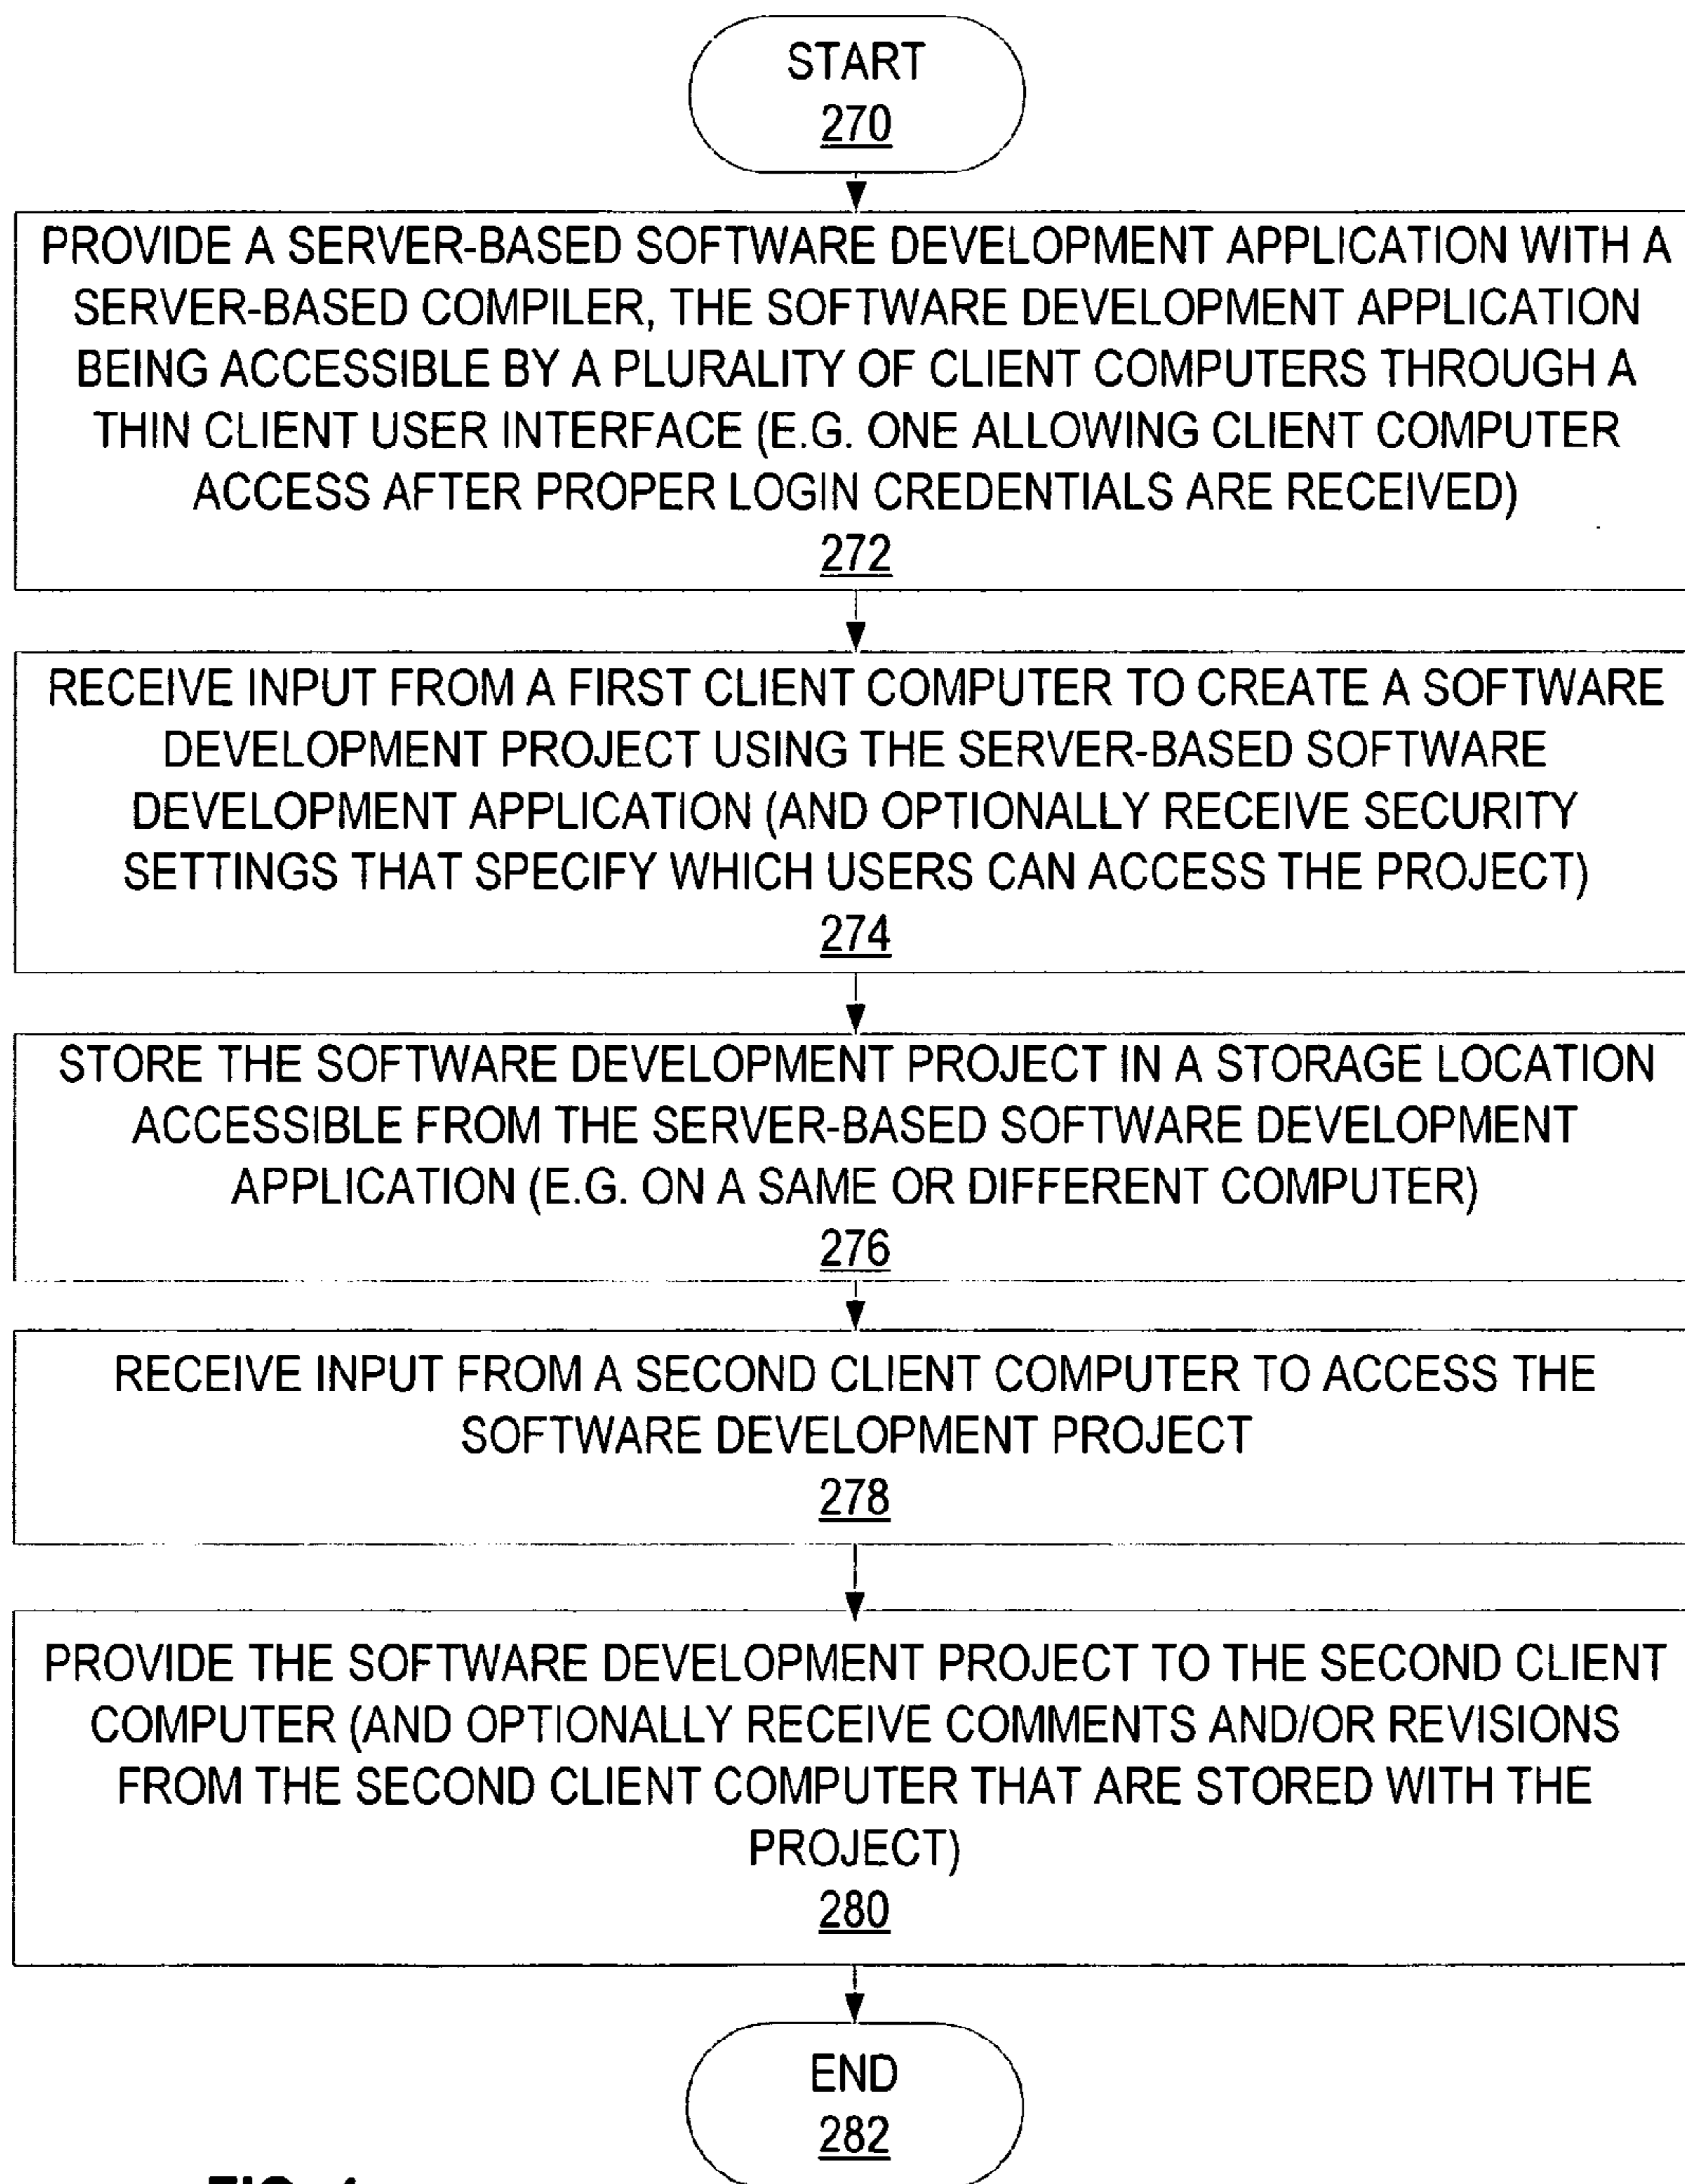 START
270
PROVIDE A SERVER-BASED SOFTWARE DEVELOPMENT APPLICATION WITH A
SERVER-BASED COMPILER, THE SOFTWARE DEVELOPMENT APPLICATION
BEING ACCESSIBLE BY A PLURALITY OF CLIENT COMPUTERS THROUGH A
THIN CLIENT USER INTERFACE (E.G. ONE ALLOWING CLIENT COMPUTER
ACCESS AFTER PROPER LOGIN CREDENTIALS ARE RECEIVED)
272
RECEIVE INPUT FROM A FIRST CLIENT COMPUTER TO CREATE A SOFTWARE
DEVELOPMENT PROJECT USING THE SERVER-BASED SOFTWARE
DEVELOPMENT APPLICATION (AND OPTIONALLY RECEIVE SECURITY
SETTINGS THAT SPECIFY WHICH USERS CAN ACCESS THE PROJECT)
274
STORE THE SOFTWARE DEVELOPMENT PROJECT IN A STORAGE LOCATION
ACCESSIBLE FROM THE SERVER-BASED SOFTWARE DEVELOPMENT
APPLICATION (E.G. ON A SAME OR DIFFERENT COMPUTER)
276
RECEIVE INPUT FROM A SECOND CLIENT COMPUTER TO ACCESS THE
SOFTWARE DEVELOPMENT PROJECT
278
PROVIDE THE SOFTWARE DEVELOPMENT PROJECT TO THE SECOND CLIENT
COMPUTER (AND OPTIONALLY RECEIVE COMMENTS AND/OR REVISIONS
FROM THE SECOND CLIENT COMPUTER THAT ARE STORED WITH THE
PROJECT)
280
END
282